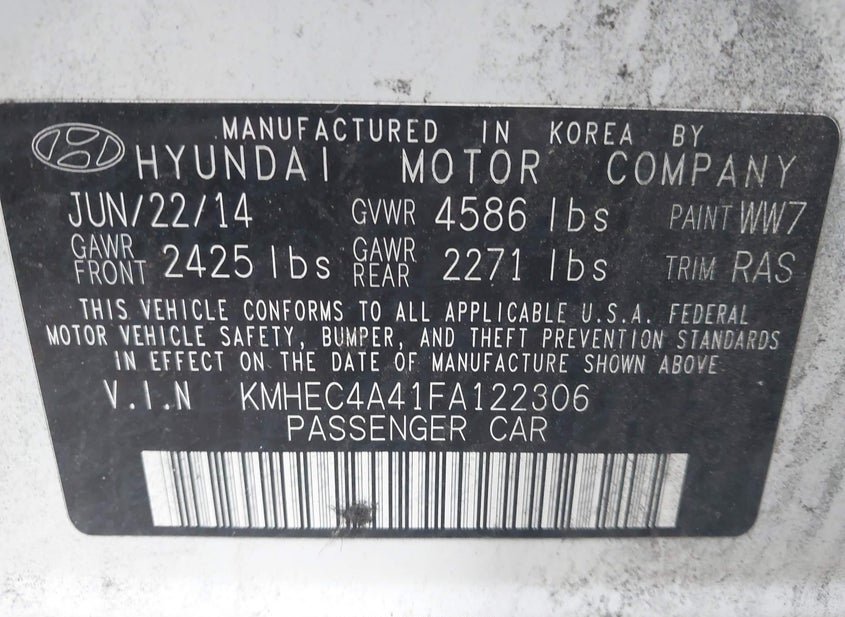 MANUFACTURED IN KOREA BY
HYUNDAI MOTOR COMPANY
JUN/22/14 GVWR 4586 lbs PAINT WW7
GAWR FRONT 2425 lbs GAWR REAR 2271 lbs TRIM RAS
THIS VEHICLE CONFORMS TO ALL APPLICABLE U.S.A. FEDERAL
MOTOR VEHICLE SAFETY, BUMPER, AND THEFT PREVENTION STANDARDS
IN EFFECT ON THE DATE OF MANUFACTURE SHOWN ABOVE.
V.I.N KMHEC4A41FA122306
PASSENGER CAR